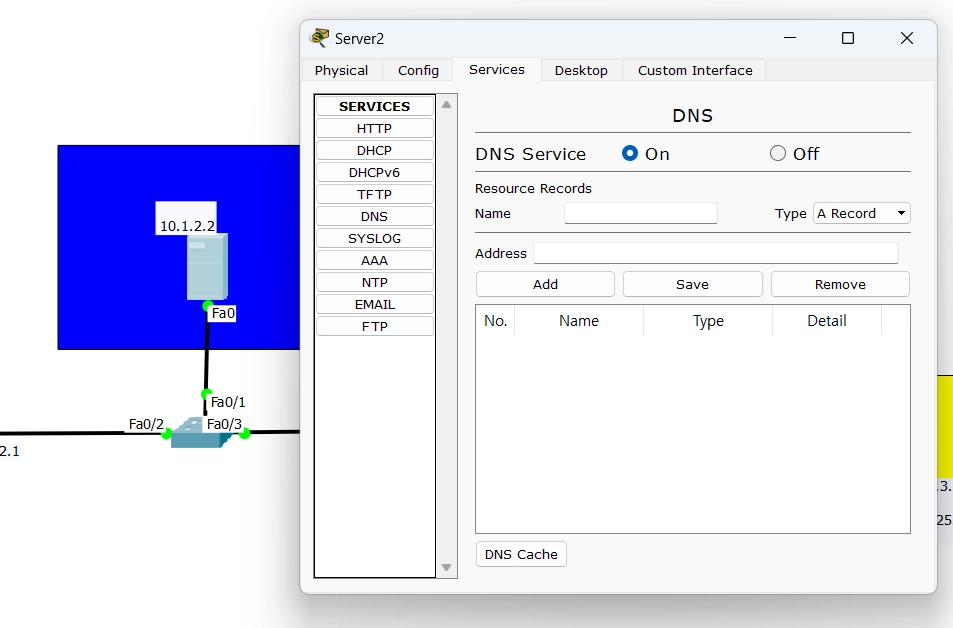 Server2
Physical Config Services Desktop Custom Interface
SERVICES
HTTP
DHCP
DHCPv6
TFTP
DNS
SYSLOG
AAA
NTP
EMAIL
FTP
DNS
DNS Service On Off
Resource Records
Name Type A Record
Address
Add Save Remove
No. Name Type Detail
DNS Cache
10.1.2.2
Fa0
Fa0/1
Fa0/2 Fa0/3
2.1
.3.
25